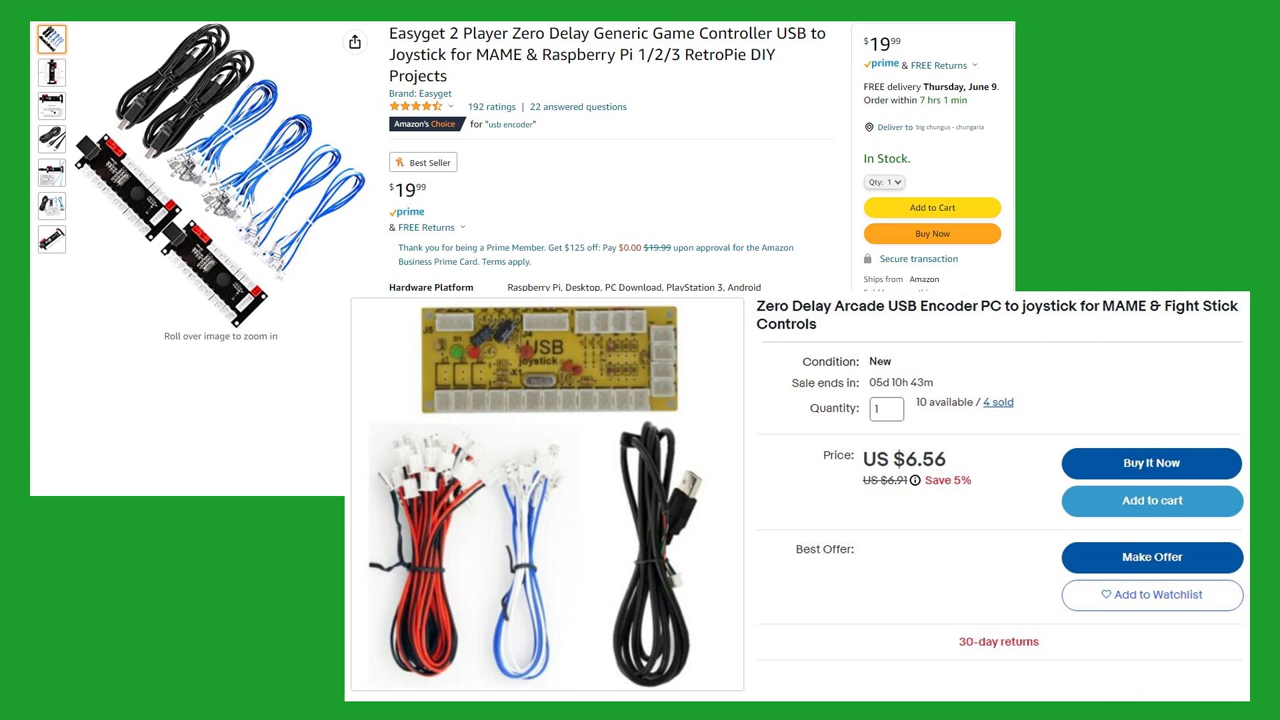 Easyget 2 Player Zero Delay Generic Game Controller USB to
Joystick for MAME & Raspberry Pi 1/2/3 RetroPie DIY
Projects
Brand: Easyget
192 ratings | 22 answered questions
Amazon's Choice for "usb encoder"
Best Seller
$19.99
prime
& FREE Returns
Thank you for being a Prime Member. Get $125 off: Pay $0.00 $19.99 upon approval for the Amazon
Business Prime Card. Terms apply.
Hardware Platform Raspberry Pi, Desktop, PC Download, PlayStation 3, Android
Roll over image to zoom in
$19.99
prime & FREE Returns
FREE delivery Thursday, June 9.
Order within 7 hrs 1 min
Deliver to big chungus - chungaria
In Stock.
Qty: 1
Add to Cart
Buy Now
Secure transaction
Ships from Amazon
J5
J4
D1
USB
joystick
X1
Zero Delay Arcade USB Encoder PC to joystick for MAME & Fight Stick
Controls
Condition: New
Sale ends in: 05d 10h 43m
Quantity: 1 10 available / 4 sold
Price: US $6.56
US $6.91 Save 5%
Buy It Now
Add to cart
Best Offer:
Make Offer
Add to Watchlist
30-day returns